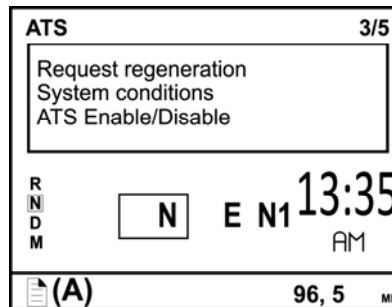 ATS 3/5
Request regeneration
System conditions
ATS Enable/Disable
R
N
D
M
N E N1 13:35
AM
(A) 96, 5